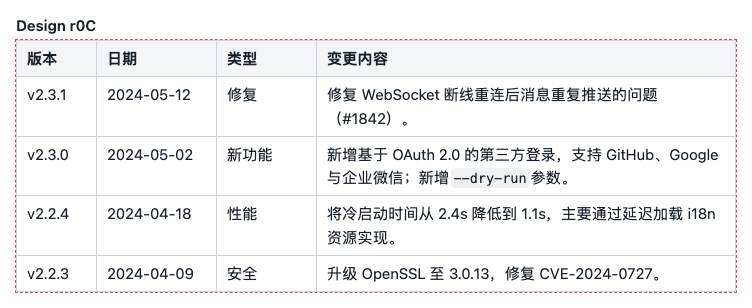 Design r0C
版本 日期 类型 变更内容
v2.3.1 2024-05-12 修复 修复 WebSocket 断线重连后消息重复推送的问题
（#1842）。
v2.3.0 2024-05-02 新功能 新增基于 OAuth 2.0 的第三方登录，支持 GitHub、Google
与企业微信；新增 --dry-run 参数。
v2.2.4 2024-04-18 性能 将冷启动时间从 2.4s 降低到 1.1s，主要通过延迟加载 i18n
资源实现。
v2.2.3 2024-04-09 安全 升级 OpenSSL 至 3.0.13，修复 CVE-2024-0727。